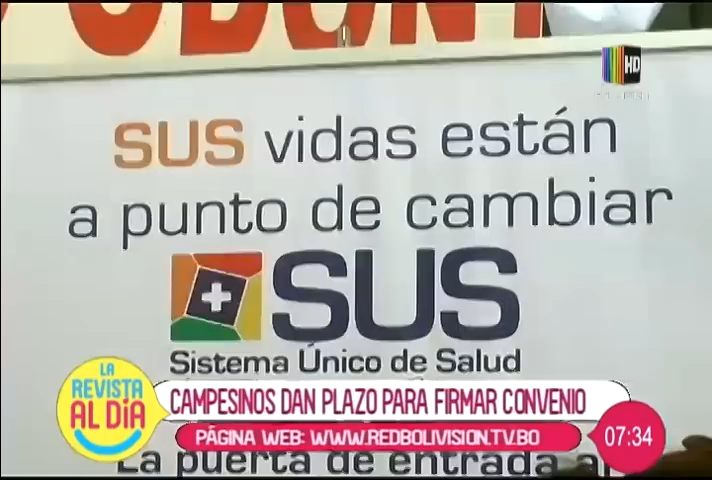 SUS vidas están
a punto de cambiar
SUS
Sistema Único de Salud
LA
REVISTA
AL DÍA
CAMPESINOS DAN PLAZO PARA FIRMAR CONVENIO
PÁGINA WEB: WWW.REDBOLIVISION.TV.BO
07:34
HD
La puerta de entrada al